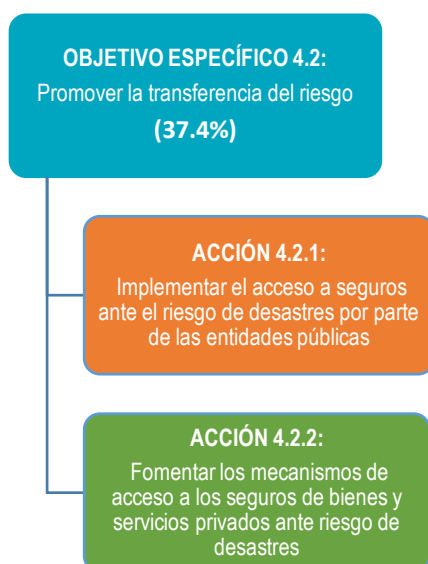 OBJETIVO ESPECÍFICO 4.2:
Promover la transferencia del riesgo
(37.4%)
ACCIÓN 4.2.1:
Implementar el acceso a seguros
ante el riesgo de desastres por parte
de las entidades públicas
ACCIÓN 4.2.2:
Fomentar los mecanismos de
acceso a los seguros de bienes y
servicios privados ante riesgo de
desastres